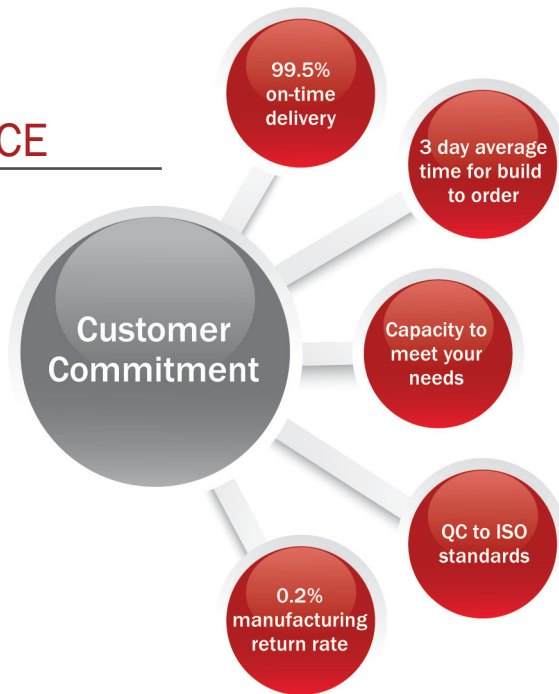 CE
99.5%
on-time
delivery
3 day average
time for build
to order
Customer
Commitment
Capacity to
meet your
needs
QC to ISO
standards
0.2%
manufacturing
return rate